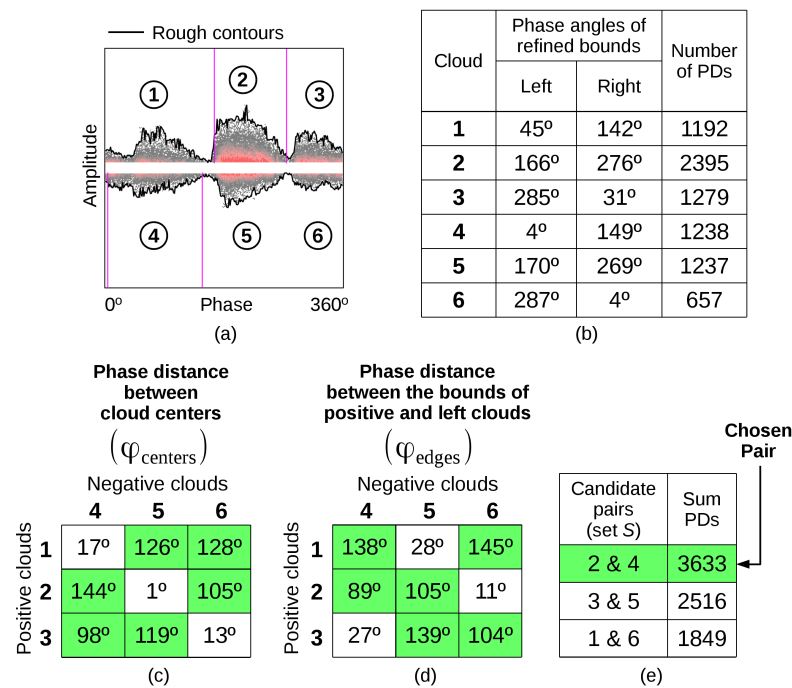 Rough contours
1
2
3
Amplitude
4
5
6
0º Phase 360º
(a)
Cloud Phase angles of refined bounds Number of PDs
Left Right
1 45º 142º 1192
2 166º 276º 2395
3 285º 31º 1279
4 4º 149º 1238
5 170º 269º 1237
6 287º 4º 657
(b)
Phase distance
between
cloud centers
(φcenters)
Negative clouds
4 5 6
Positive clouds
1 17º 126º 128º
2 144º 1º 105º
3 98º 119º 13º
(c)
Phase distance
between the bounds of
positive and left clouds
(φedges)
Negative clouds
4 5 6
Positive clouds
1 138º 28º 145º
2 89º 105º 11º
3 27º 139º 104º
(d)
Chosen
Pair
Candidate
pairs
(set S)
Sum
PDs
2 & 4 3633
3 & 5 2516
1 & 6 1849
(e)